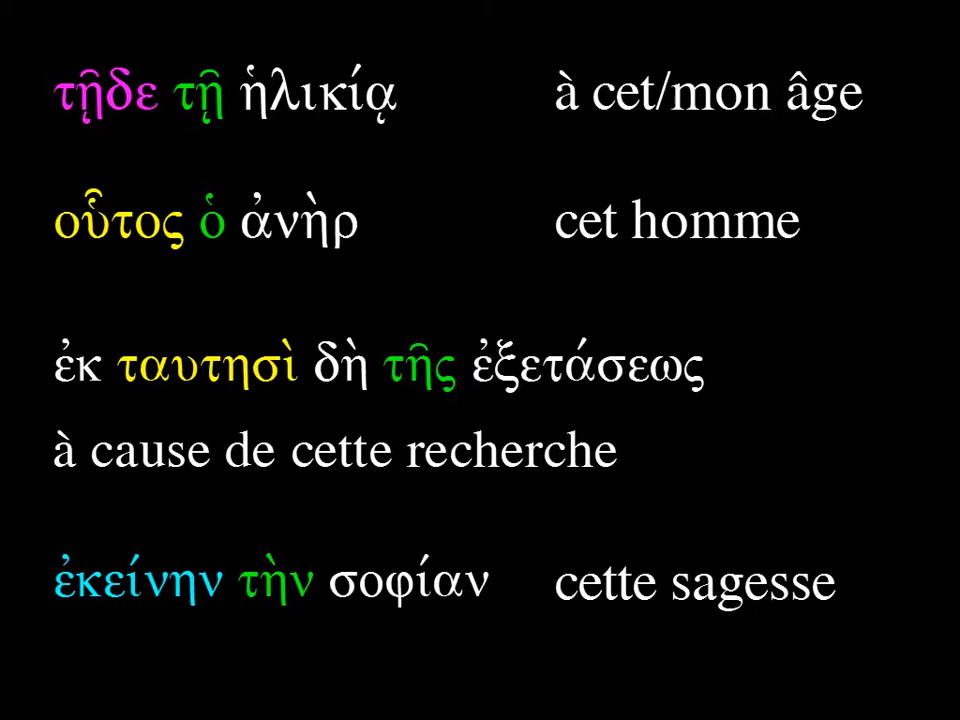 τῇδε τῇ ἡλικίᾳ à cet/mon âge
οὗτος ὁ ἀνὴρ cet homme
ἐκ ταυτησὶ δὴ τῆς ἐξετάσεως
à cause de cette recherche
ἐκείνην τὴν σοφίαν cette sagesse